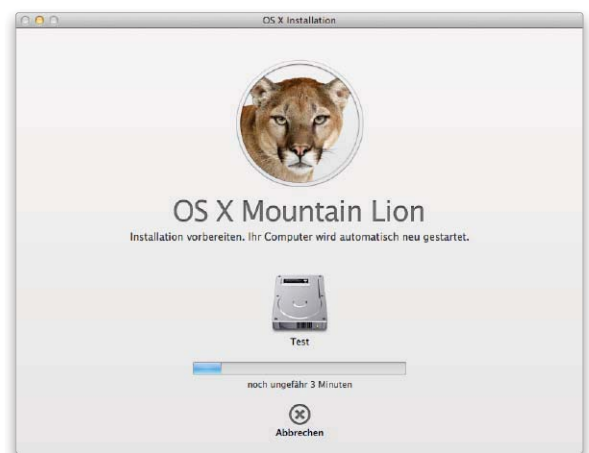 OS X Installation
OS X Mountain Lion
Installation vorbereiten. Ihr Computer wird automatisch neu gestartet.
Test
noch ungefähr 3 Minuten
Abbrechen